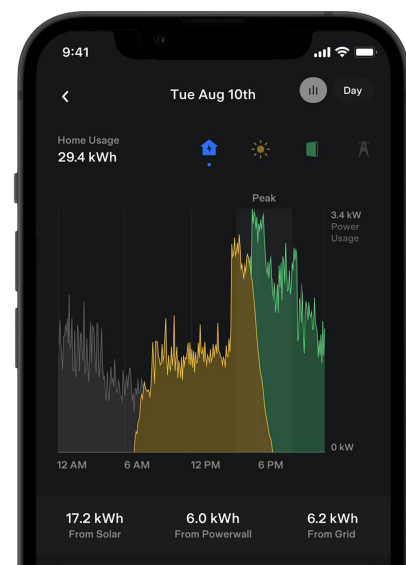 9:41
Tue Aug 10th
Day
Home Usage
29.4 kWh
Peak
3.4 kW
Power
Usage
0 kW
12 AM 6 AM 12 PM 6 PM
17.2 kWh 6.0 kWh 6.2 kWh
From Solar From Powerwall From Grid